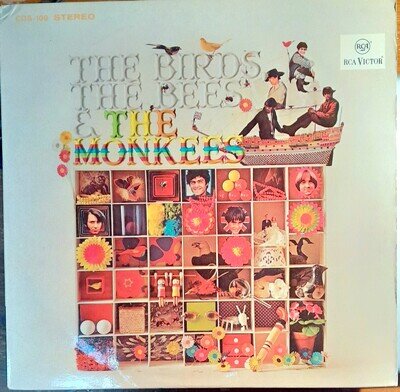 COS-109 STEREO
RCA
RCA VICTOR
THE BIRDS,
THE BEES
& THE
MONKEES